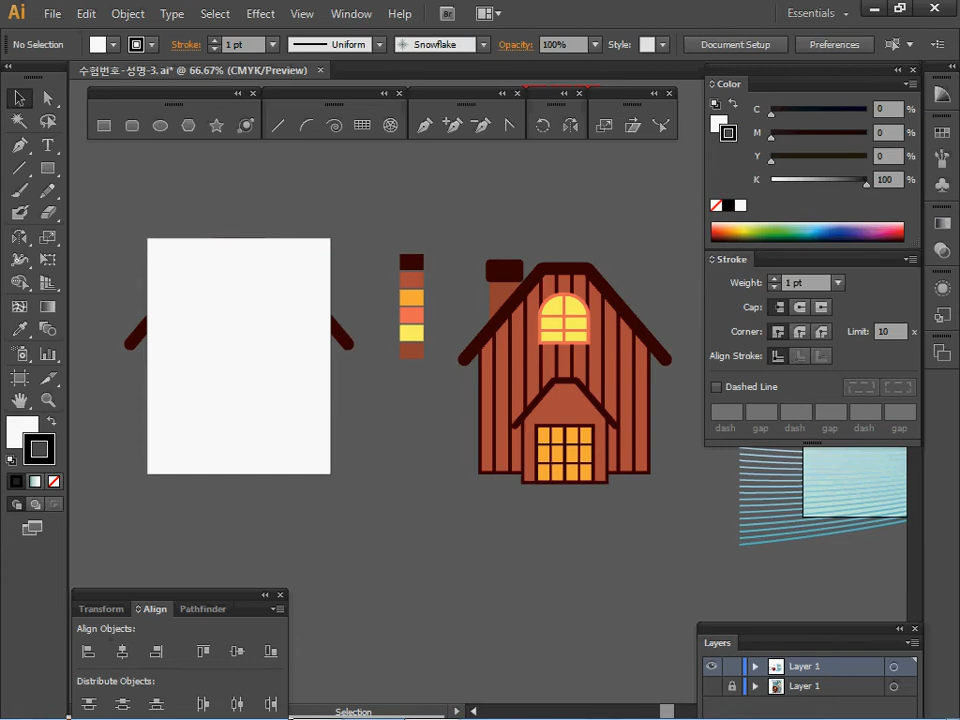 Ai File Edit Object Type Select Effect View Window Help Br Essentials
No Selection Stroke: 1 pt Uniform Snowflake Opacity: 100% Style: Document Setup Preferences
수험번호-성명-3.ai* @ 66.67% (CMYK/Preview)
Color
C 0 %
M 0 %
Y 0 %
K 100 %
Stroke
Weight: 1 pt
Cap:
Corner: Limit: 10 x
Align Stroke:
Dashed Line
dash gap dash gap dash gap
Transform Align Pathfinder
Align Objects:
Distribute Objects:
Layers
Layer 1
Layer 1
Selection